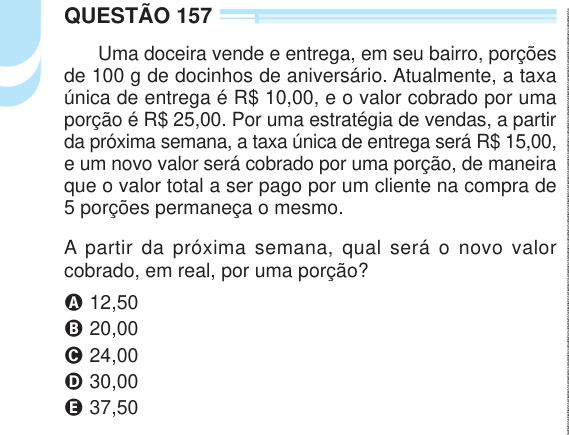 QUESTÃO 157
Uma doceira vende e entrega, em seu bairro, porções
de 100 g de docinhos de aniversário. Atualmente, a taxa
única de entrega é R$ 10,00, e o valor cobrado por uma
porção é R$ 25,00. Por uma estratégia de vendas, a partir
da próxima semana, a taxa única de entrega será R$ 15,00,
e um novo valor será cobrado por uma porção, de maneira
que o valor total a ser pago por um cliente na compra de
5 porções permaneça o mesmo.
A partir da próxima semana, qual será o novo valor
cobrado, em real, por uma porção?
A 12,50
B 20,00
C 24,00
D 30,00
E 37,50